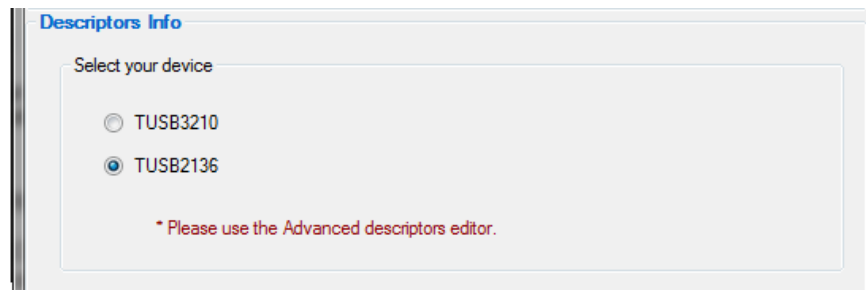 Descriptors Info
Select your device
TUSB3210
TUSB2136
* Please use the Advanced descriptors editor.